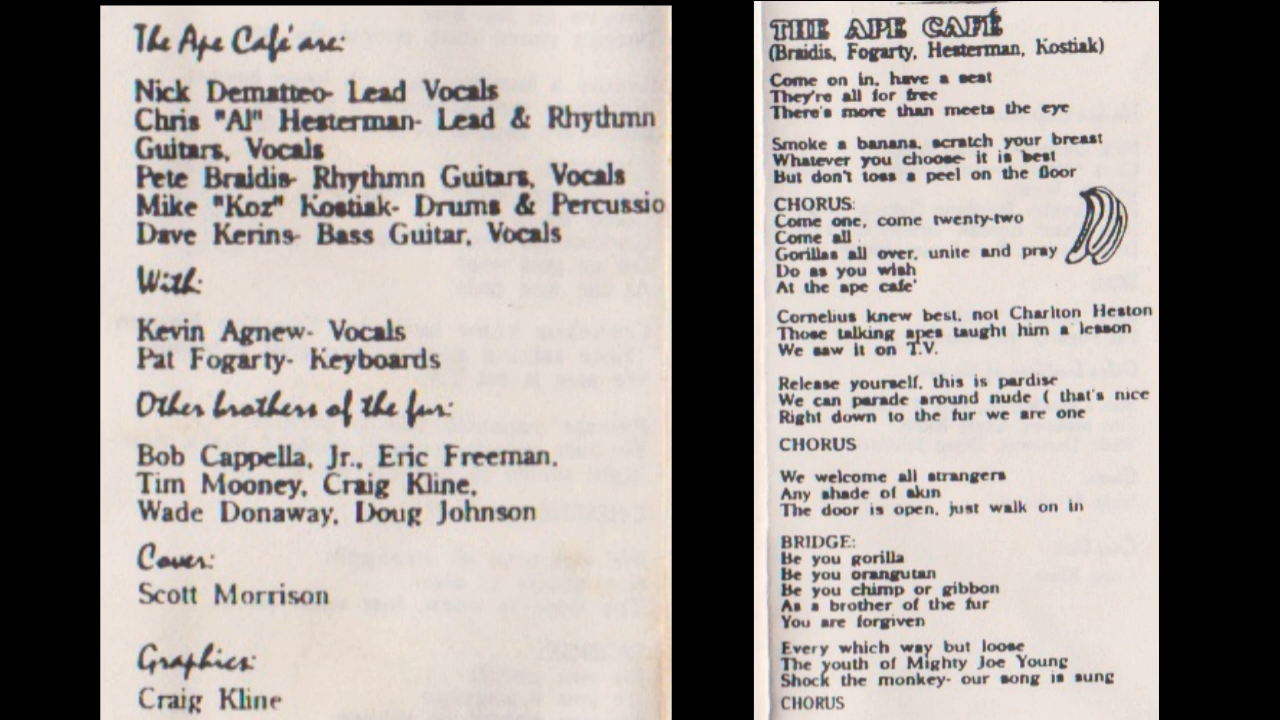 The Ape Café are:
Nick Dematteo- Lead Vocals
Chris "Al" Hesterman- Lead & Rhythmn
Guitars, Vocals
Pete Braidis- Rhythmn Guitars, Vocals
Mike "Koz" Kostiak- Drums & Percussio
Dave Kerins- Bass Guitar, Vocals
With:
Kevin Agnew- Vocals
Pat Fogarty- Keyboards
Other brothers of the fur:
Bob Cappella, Jr., Eric Freeman,
Tim Mooney, Craig Kline,
Wade Donaway, Doug Johnson
Cover:
Scott Morrison
Graphics:
Craig Kline
THE APE CAFÉ
(Braidis, Fogarty, Hesterman, Kostiak)
Come on in, have a seat
They're all for free
There's more than meets the eye
Smoke a banana, scratch your breast
Whatever you choose- it is best
But don't toss a peel on the floor
CHORUS:
Come one, come twenty-two
Come all
Gorillas all over, unite and pray
Do as you wish
At the ape cafe'
Cornelius knew best, not Charlton Heston
Those talking apes taught him a lesson
We saw it on T.V.
Release yourself, this is pardise
We can parade around nude ( that's nice
Right down to the fur we are one
CHORUS
We welcome all strangers
Any shade of skin
The door is open, just walk on in
BRIDGE:
Be you gorilla
Be you orangutan
Be you chimp or gibbon
As a brother of the fur
You are forgiven
Every which way but loose
The youth of Mighty Joe Young
Shock the monkey- our song is sung
CHORUS